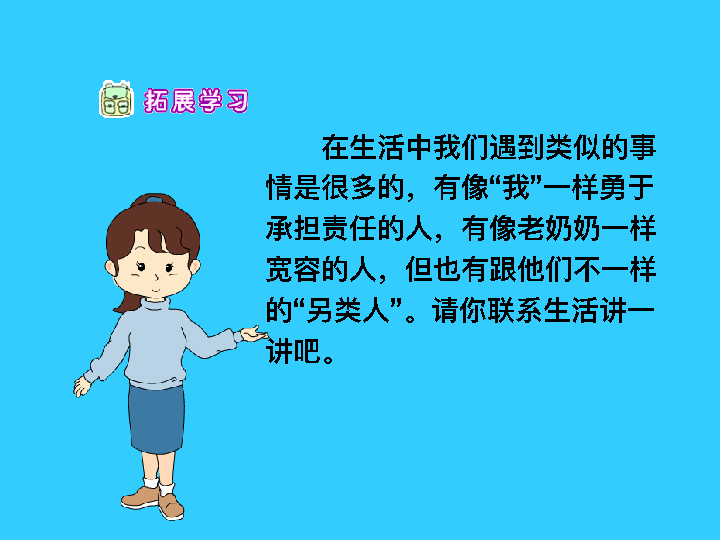 拓展学习
在生活中我们遇到类似的事
情是很多的，有像“我”一样勇于
承担责任的人，有像老奶奶一样
宽容的人，但也有跟他们不一样
的“另类人”。请你联系生活讲一
讲吧。